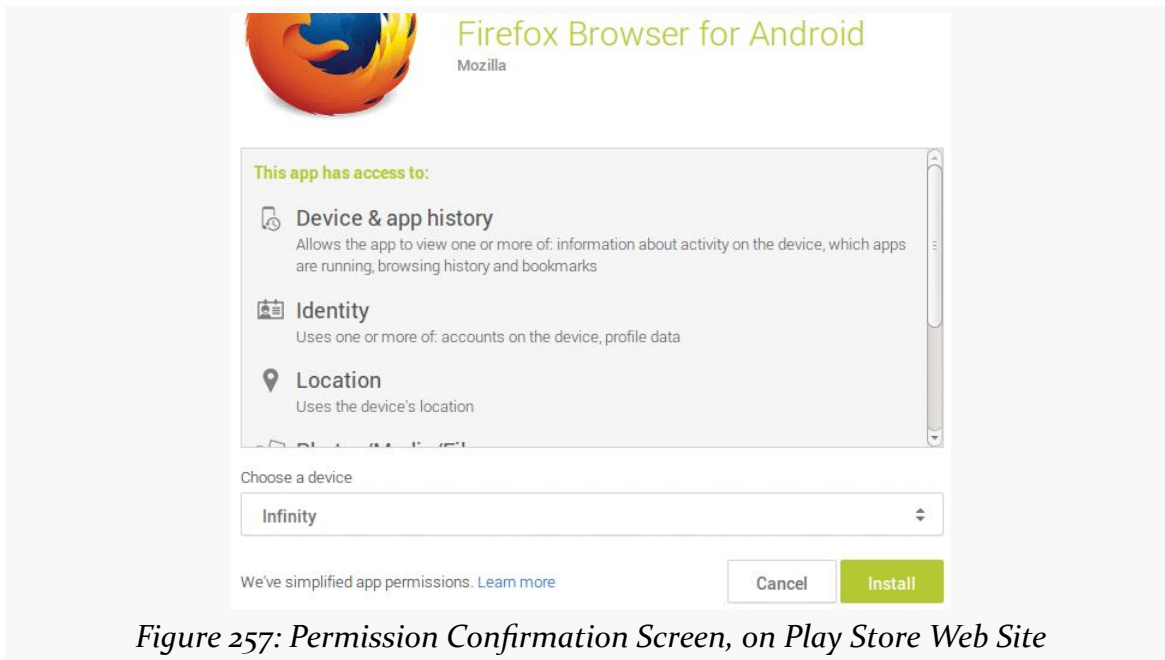 Firefox Browser for Android
Mozilla
This app has access to:
Device & app history
Allows the app to view one or more of: information about activity on the device, which apps
are running, browsing history and bookmarks
Identity
Uses one or more of: accounts on the device, profile data
Location
Uses the device's location
Choose a device
Infinity
We've simplified app permissions. Learn more
Cancel
Install
Figure 257: Permission Confirmation Screen, on Play Store Web Site